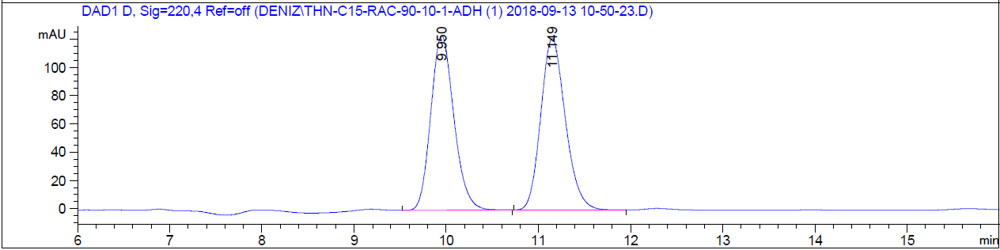 DAD1 D, Sig=220,4 Ref=off (DENIZ\THN-C15-RAC-90-10-1-ADH (1) 2018-09-13 10-50-23.D)
mAU
9.950
11.149
100
80
60
40
20
0
6 7 8 9 10 11 12 13 14 15 min